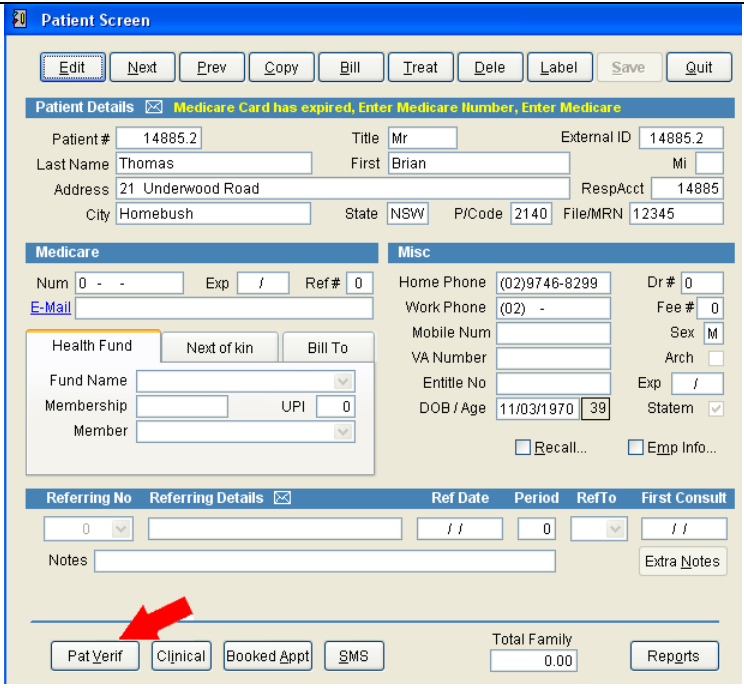 Patient Screen
Edit Next Prev Copy Bill Treat Dele Label Save Quit
Patient Details Medicare Card has expired, Enter Medicare Number, Enter Medicare
Patient # 14885.2 Title Mr External ID 14885.2
Last Name Thomas First Brian Mi
Address 21 Underwood Road RespAcct 14885
City Homebush State NSW P/Code 2140 File/MRN 12345
Medicare Misc
Num 0 - - Exp / Ref # 0 Home Phone (02)9746-8299 Dr # 0
E-Mail Work Phone (02) - Fee # 0
Health Fund Next of kin Bill To Mobile Num Sex M
VA Number Arch
Fund Name Entitle No Exp /
Membership UPI 0 DOB / Age 11/03/1970 39 Statem
Member
Recall... Emp Info...
Referring No Referring Details Ref Date Period RefTo First Consult
0 / / 0 / /
Notes Extra Notes
Total Family
Pat Verif Clinical Booked Appt SMS 0.00 Reports